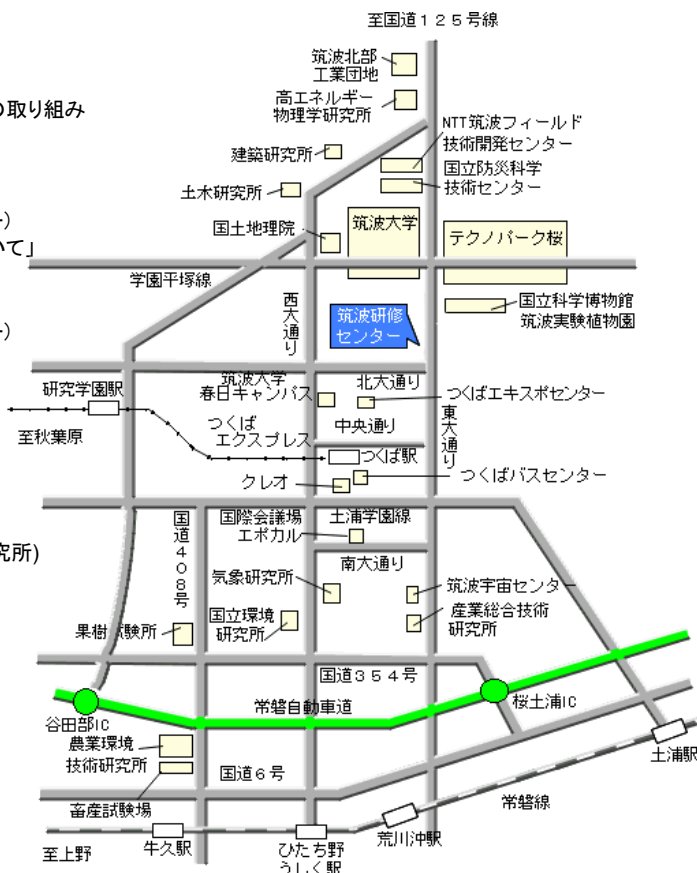 至国道１２５号線
筑波北部
工業団地
の取り組み
高エネルギー
物理学研究所
NTT筑波フィールド
技術開発センター
建築研究所
国立防災科学
技術センター
土木研究所
国土地理院
筑波大学
テクノパーク桜
いて」
学園平塚線
西大通り
筑波研修
センター
国立科学博物館
筑波実験植物園
筑波大学
春日キャンパス
北大通り
研究学園駅
つくばエキスポセンター
至秋葉原
つくば
エクスプレス
中央通り
東大通り
つくば駅
クレオ
つくばバスセンター
国道４０８号
国際会議場
エポカル
土浦学園線
究所)
南大通り
気象研究所
筑波宇宙センター
国立環境
研究所
産業総合技術
研究所
果樹試験所
国道３５４号
常磐自動車道
桜土浦IC
谷田部IC
農業環境
技術研究所
土浦駅
国道６号
畜産試験場
常磐線
荒川沖駅
至上野
牛久駅
ひたち野
うしく駅